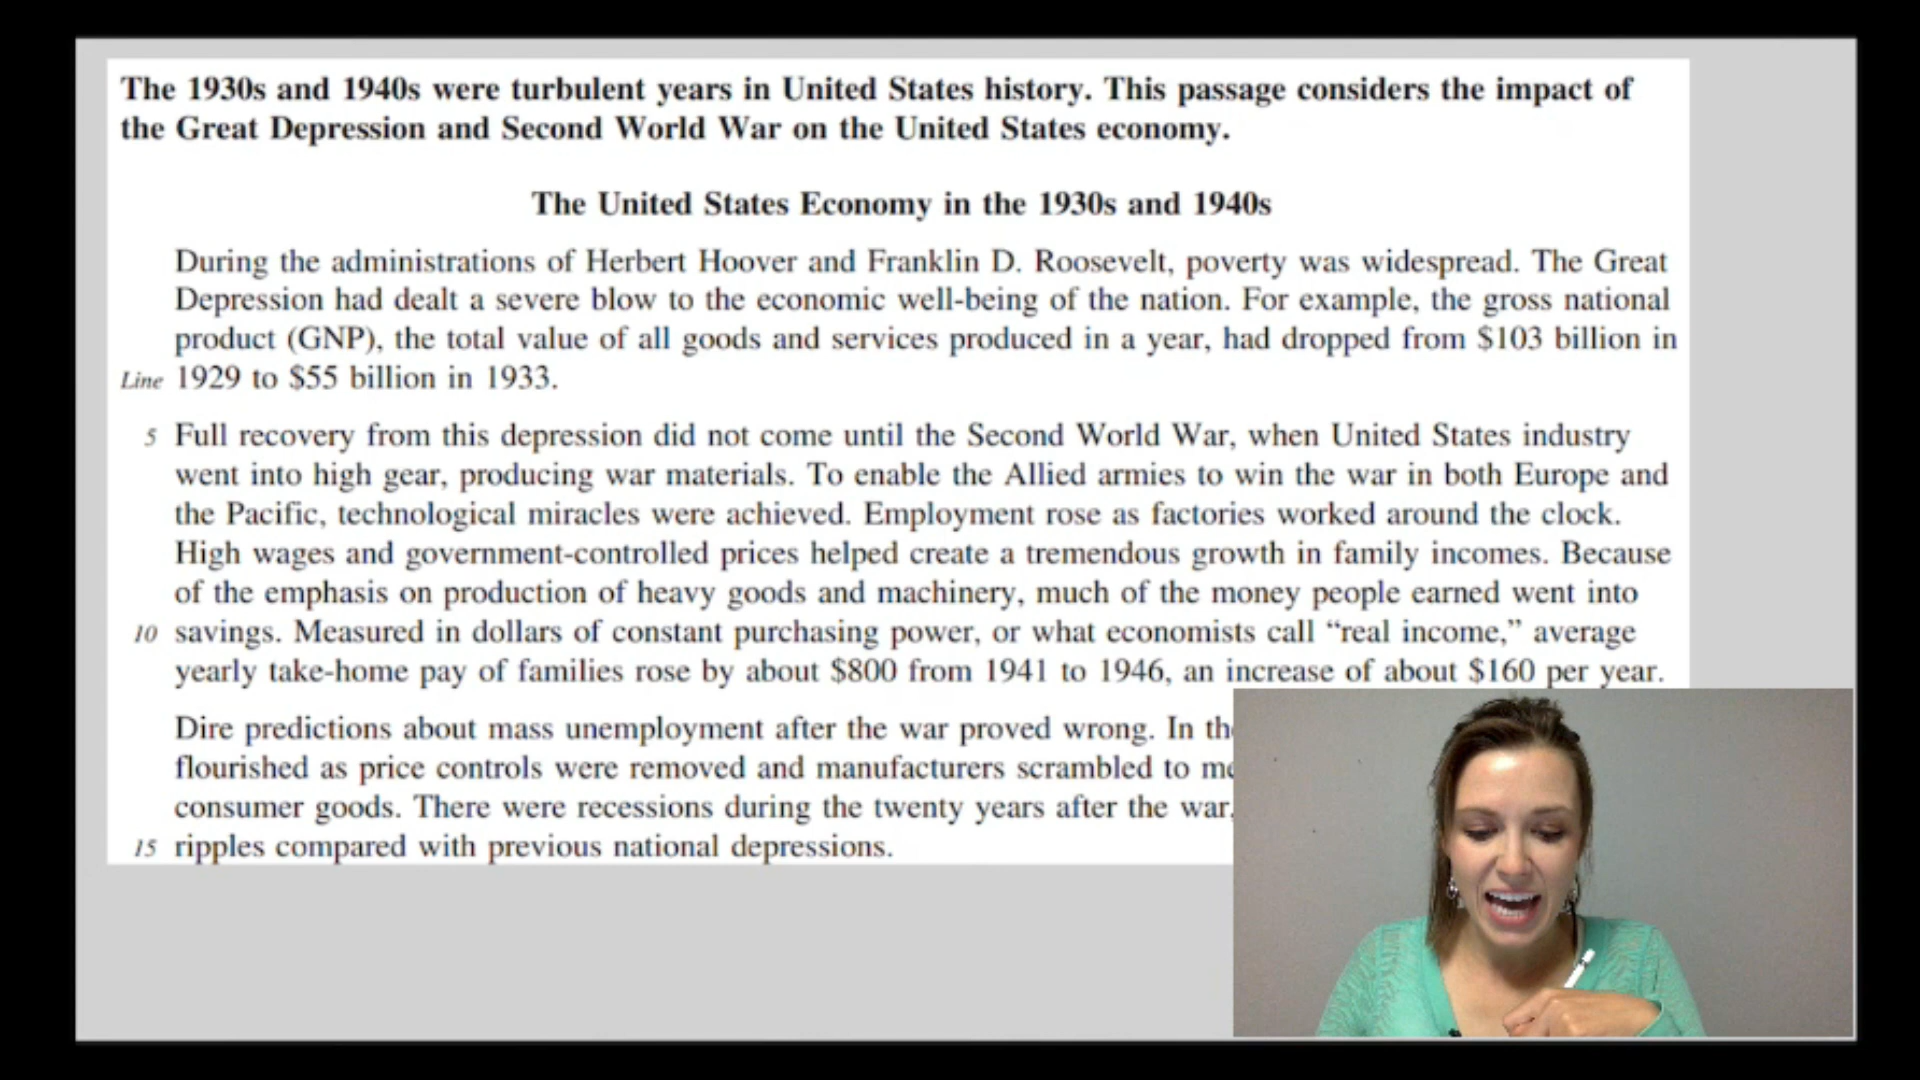 The 1930s and 1940s were turbulent years in United States history. This passage considers the impact of
the Great Depression and Second World War on the United States economy.
The United States Economy in the 1930s and 1940s
During the administrations of Herbert Hoover and Franklin D. Roosevelt, poverty was widespread. The Great
Depression had dealt a severe blow to the economic well-being of the nation. For example, the gross national
product (GNP), the total value of all goods and services produced in a year, had dropped from $103 billion in
Line 1929 to $55 billion in 1933.
5 Full recovery from this depression did not come until the Second World War, when United States industry
went into high gear, producing war materials. To enable the Allied armies to win the war in both Europe and
the Pacific, technological miracles were achieved. Employment rose as factories worked around the clock.
High wages and government-controlled prices helped create a tremendous growth in family incomes. Because
of the emphasis on production of heavy goods and machinery, much of the money people earned went into
10 savings. Measured in dollars of constant purchasing power, or what economists call “real income,” average
yearly take-home pay of families rose by about $800 from 1941 to 1946, an increase of about $160 per year.
Dire predictions about mass unemployment after the war proved wrong. In
flourished as price controls were removed and manufacturers scrambled to
consumer goods. There were recessions during the twenty years after the war
15 ripples compared with previous national depressions.